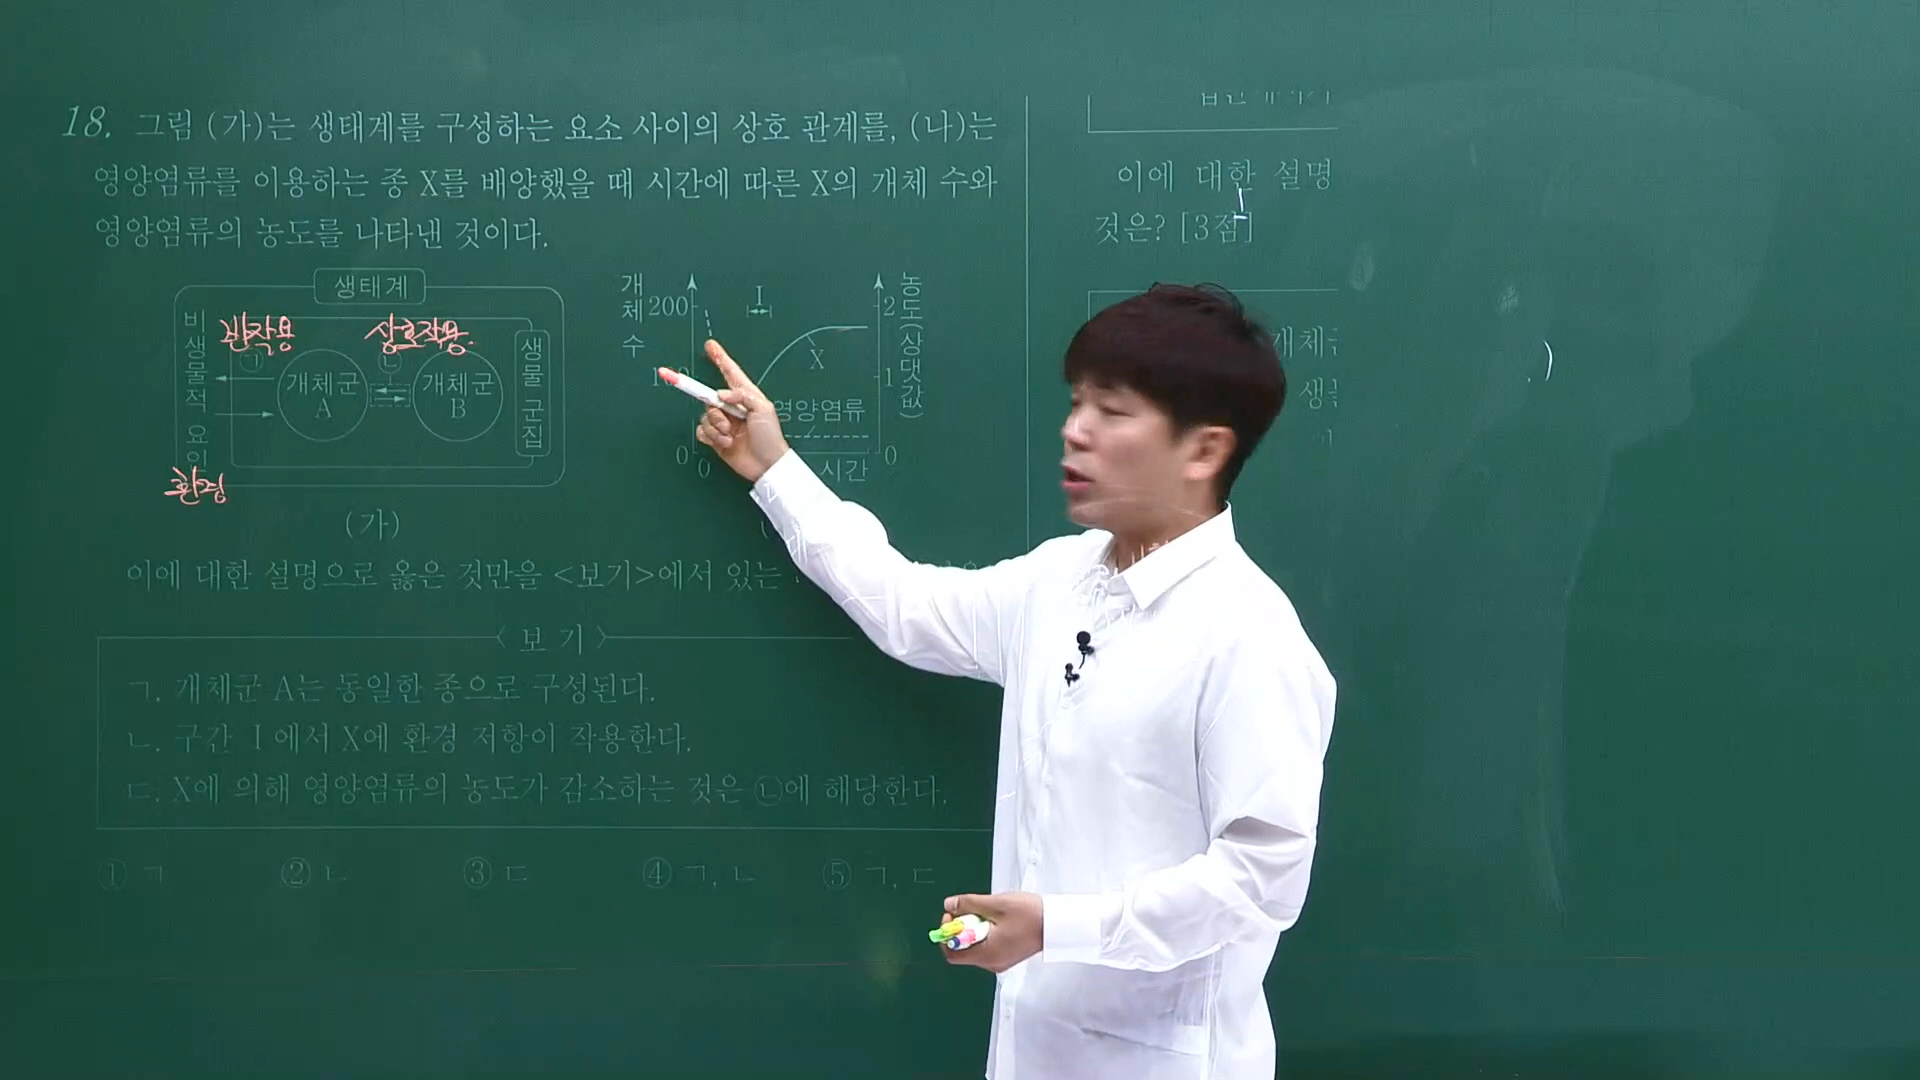 18. 그림 (가)는 생태계를 구성하는 요소 사이의 상호 관계를, (나)는
영양염류를 이용하는 종 X를 배양했을 때 시간에 따른 X의 개체 수와
영양염류의 농도를 나타낸 것이다.
생태계
비생물적 요인
환경
반작용
㉠
상호작용
㉡
개체군 A
개체군 B
생물 군집
(가)
개체 수
200
0
0
I
X
영양염류
시간
2
1
0
농도(상댓값)
이에 대한 설명으로 옳은 것만을 <보기>에서 있는
<보기>
ㄱ. 개체군 A는 동일한 종으로 구성된다.
ㄴ. 구간 I에서 X에 환경 저항이 작용한다.
ㄷ. X에 의해 영양염류의 농도가 감소하는 것은 ㉡에 해당한다.
① ㄱ ② ㄴ ③ ㄷ ④ ㄱ, ㄴ ⑤ ㄱ, ㄷ
이에 대한 설명
것은? [3점]